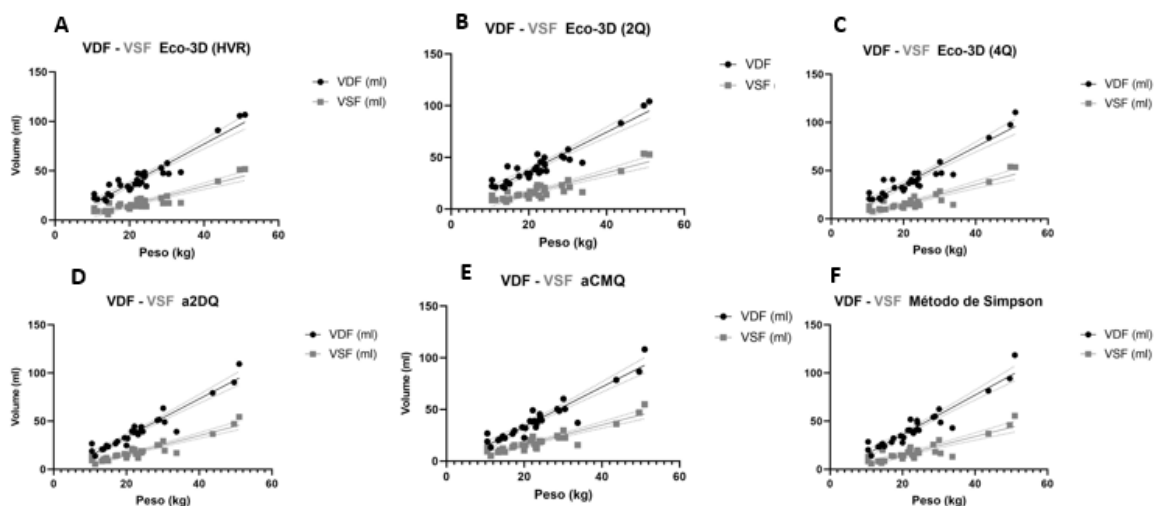 A
VDF - VSF Eco-3D (HVR)
150
100
50
0
Volume (ml)
0 20 40 60
Peso (kg)
VDF (ml)
VSF (ml)
B
VDF - VSF Eco-3D (2Q)
150
100
50
0
Volume (ml)
0 20 40 60
Peso (kg)
VDF
VSF
C
VDF - VSF Eco-3D (4Q)
150
100
50
0
Volume (ml)
0 20 40 60
Peso (kg)
VDF (ml)
VSF (ml)
D
VDF - VSF a2DQ
150
100
50
0
Volume (ml)
0 20 40 60
Peso (kg)
VDF (ml)
VSF (ml)
E
VDF - VSF aCMQ
150
100
50
0
Volume (ml)
0 20 40 60
Peso (kg)
VDF (ml)
VSF (ml)
F
VDF - VSF Método de Simpson
150
100
50
0
Volume (ml)
0 20 40 60
Peso (kg)
VDF (ml)
VSF (ml)